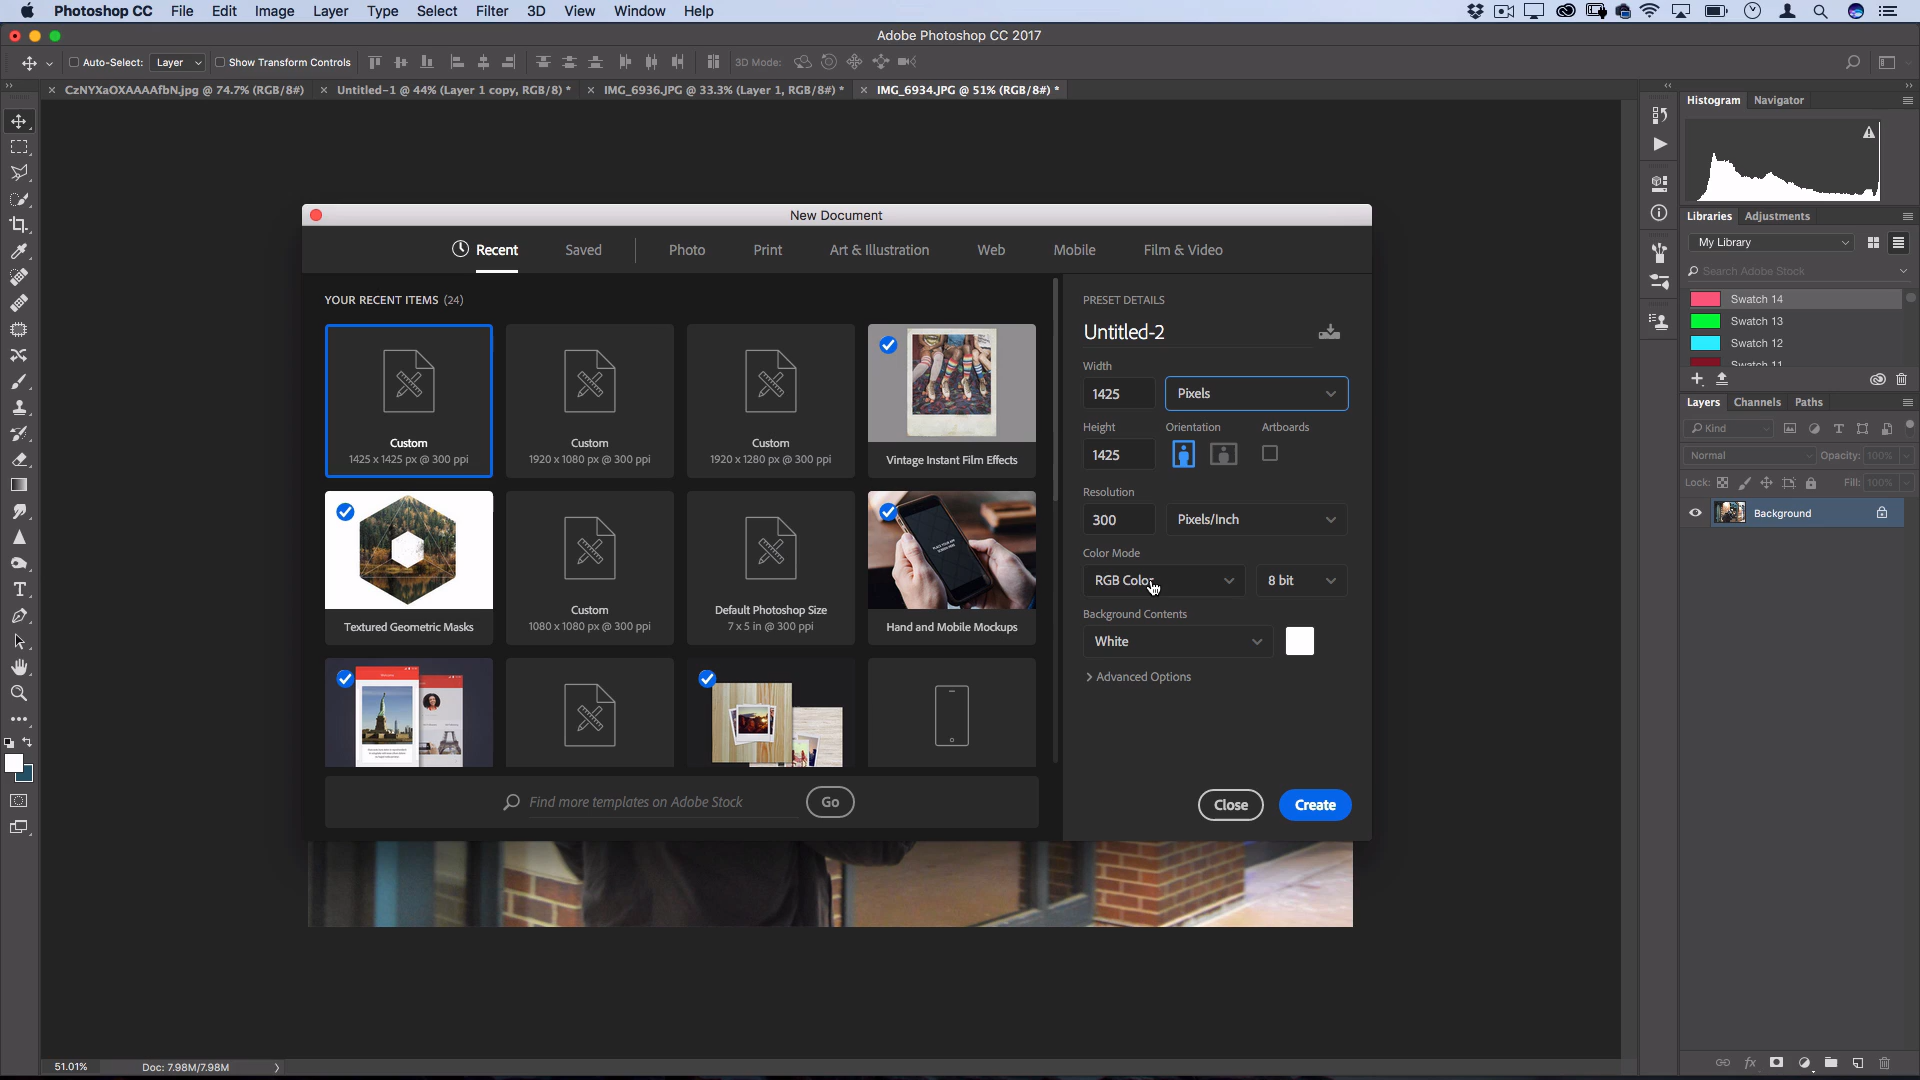 Photoshop CC File Edit Image Layer Type Select Filter 3D View Window Help
Adobe Photoshop CC 2017
Auto-Select: Layer Show Transform Controls 3D Mode:
CzNYXaOXAAAAfbN.jpg @ 74.7% (RGB/8#) Untitled-1 @ 44% (Layer 1 copy, RGB/8) * IMG_6936.JPG @ 33.3% (Layer 1, RGB/8#) * IMG_6934.JPG @ 51% (RGB/8#) *
Histogram Navigator
New Document
Recent Saved Photo Print Art & Illustration Web Mobile Film & Video
YOUR RECENT ITEMS (24)
Custom
1425 x 1425 px @ 300 ppi
Custom
1920 x 1080 px @ 300 ppi
Custom
1920 x 1280 px @ 300 ppi
Vintage Instant Film Effects
Textured Geometric Masks
Custom
1080 x 1080 px @ 300 ppi
Default Photoshop Size
7 x 5 in @ 300 ppi
Hand and Mobile Mockups
Find more templates on Adobe Stock Go
PRESET DETAILS
Untitled-2
Width
1425 Pixels
Height Orientation Artboards
1425
Resolution
300 Pixels/Inch
Color Mode
RGB Color 8 bit
Background Contents
White
Advanced Options
Close Create
Libraries Adjustments
My Library
Search Adobe Stock
Swatch 14
Swatch 13
Swatch 12
Swatch 11
Layers Channels Paths
Kind
Normal Opacity: 100%
Lock: Fill: 100%
Background
51.01% Doc: 7.98M/7.98M